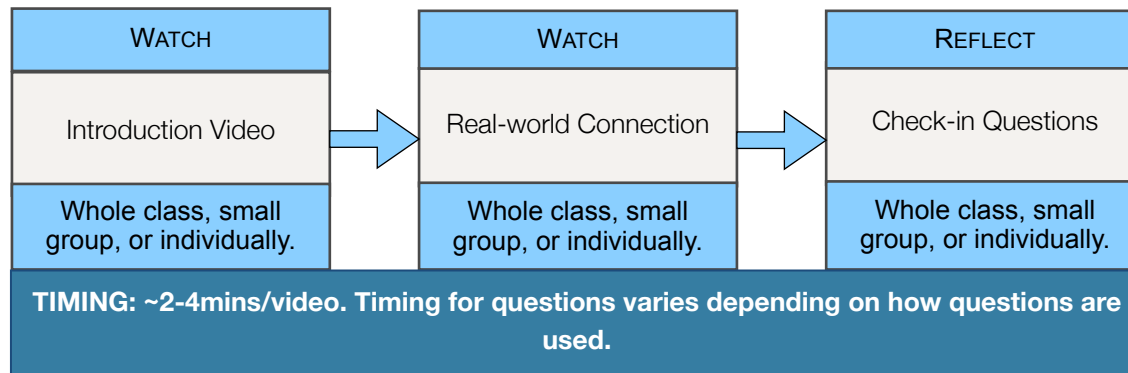 WATCH
Introduction Video
Whole class, small
group, or individually.
WATCH
Real-world Connection
Whole class, small
group, or individually.
REFLECT
Check-in Questions
Whole class, small
group, or individually.
TIMING: ~2-4mins/video. Timing for questions varies depending on how questions are
used.